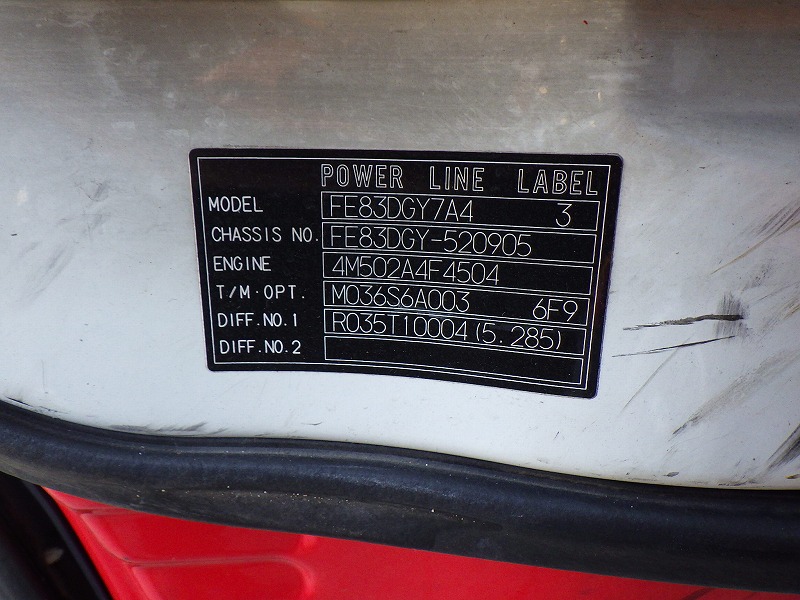 POWER LINE LABEL
MODEL FE83DGY7A4 3
CHASSIS NO. FE83DGY-520905
ENGINE 4M502A4F4504
T/M·OPT. M036S6A003 6F9
DIFF.NO.1 R035T10004(5.285)
DIFF.NO.2